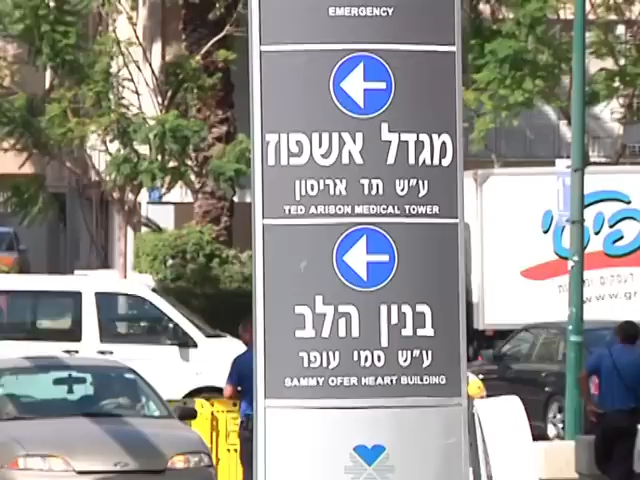 EMERGENCY
מגדל אשפוז
ע״ש תד אריסון
TED ARISON MEDICAL TOWER
בנין הלב
ע״ש סמי עופר
SAMMY OFER HEART BUILDING